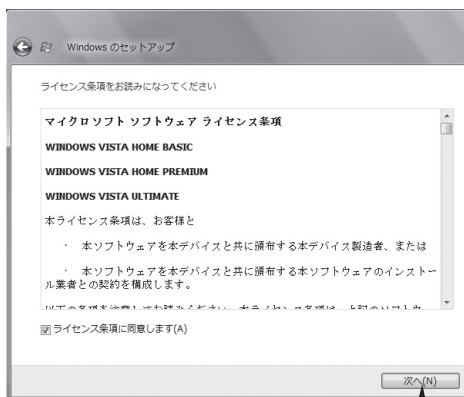 Windows のセットアップ
ライセンス条項をお読みになってください
マイクロソフト ソフトウェア ライセンス条項
WINDOWS VISTA HOME BASIC
WINDOWS VISTA HOME PREMIUM
WINDOWS VISTA ULTIMATE
本ライセンス条項は、お客様と
· 本ソフトウェアを本デバイスと共に頒布する本デバイス製造者、または
· 本ソフトウェアを本デバイスと共に頒布する本ソフトウェアのインストー
ル業者との契約を構成します。
ライセンス条項に同意します(A)
次へ(N)